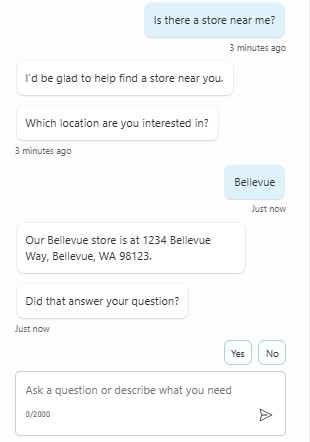 Is there a store near me?
3 minutes ago
I'd be glad to help find a store near you.
Which location are you interested in?
3 minutes ago
Bellevue
Just now
Our Bellevue store is at 1234 Bellevue
Way, Bellevue, WA 98123.
Did that answer your question?
Just now
Yes No
Ask a question or describe what you need
0/2000